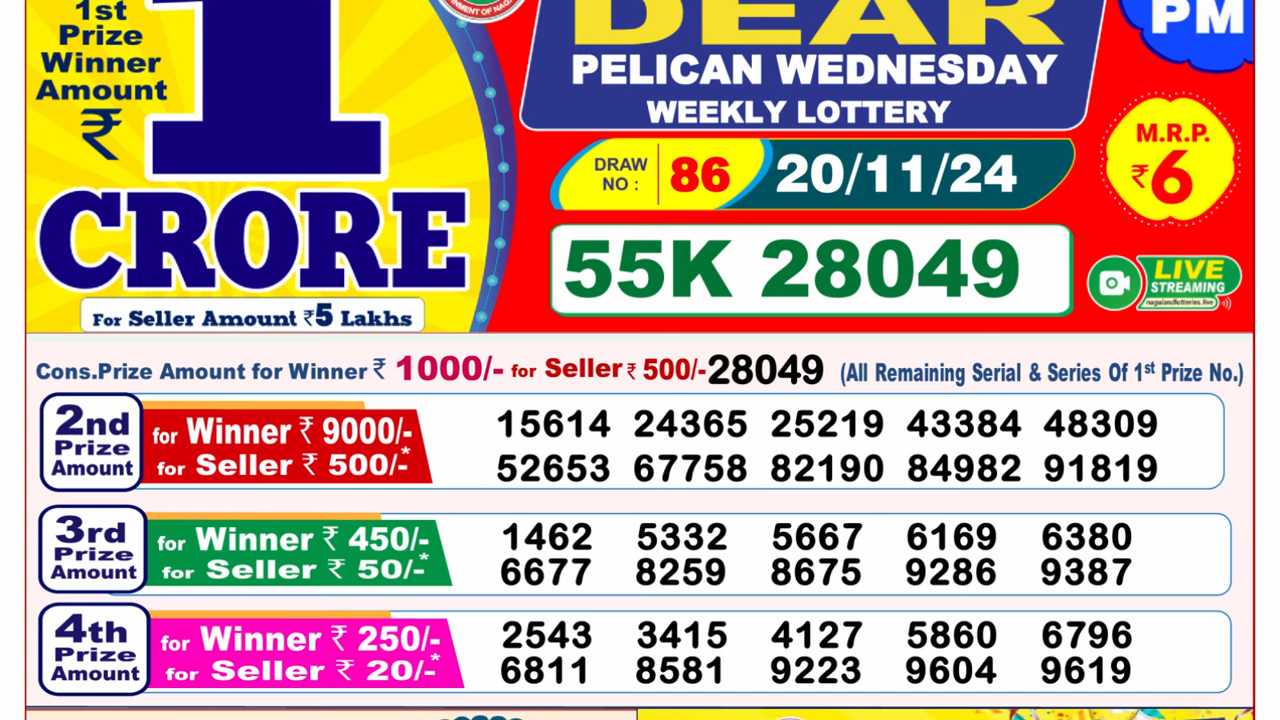 1st
Prize
Winner
Amount
₹
1
CRORE
For Seller Amount ₹5 Lakhs
DEAR
PELICAN WEDNESDAY
WEEKLY LOTTERY
PM
DRAW
NO :
86
20/11/24
M.R.P.
₹6
55K 28049
LIVE
STREAMING
nagalandlotteries.live
Cons.Prize Amount for Winner ₹ 1000/- for Seller ₹ 500/- 28049 (All Remaining Serial & Series Of 1st Prize No.)
2nd
Prize
Amount
for Winner ₹ 9000/-
for Seller ₹ 500/-*
15614 24365 25219 43384 48309
52653 67758 82190 84982 91819
3rd
Prize
Amount
for Winner ₹ 450/-
for Seller ₹ 50/-*
1462 5332 5667 6169 6380
6677 8259 8675 9286 9387
4th
Prize
Amount
for Winner ₹ 250/-
for Seller ₹ 20/-*
2543 3415 4127 5860 6796
6811 8581 9223 9604 9619